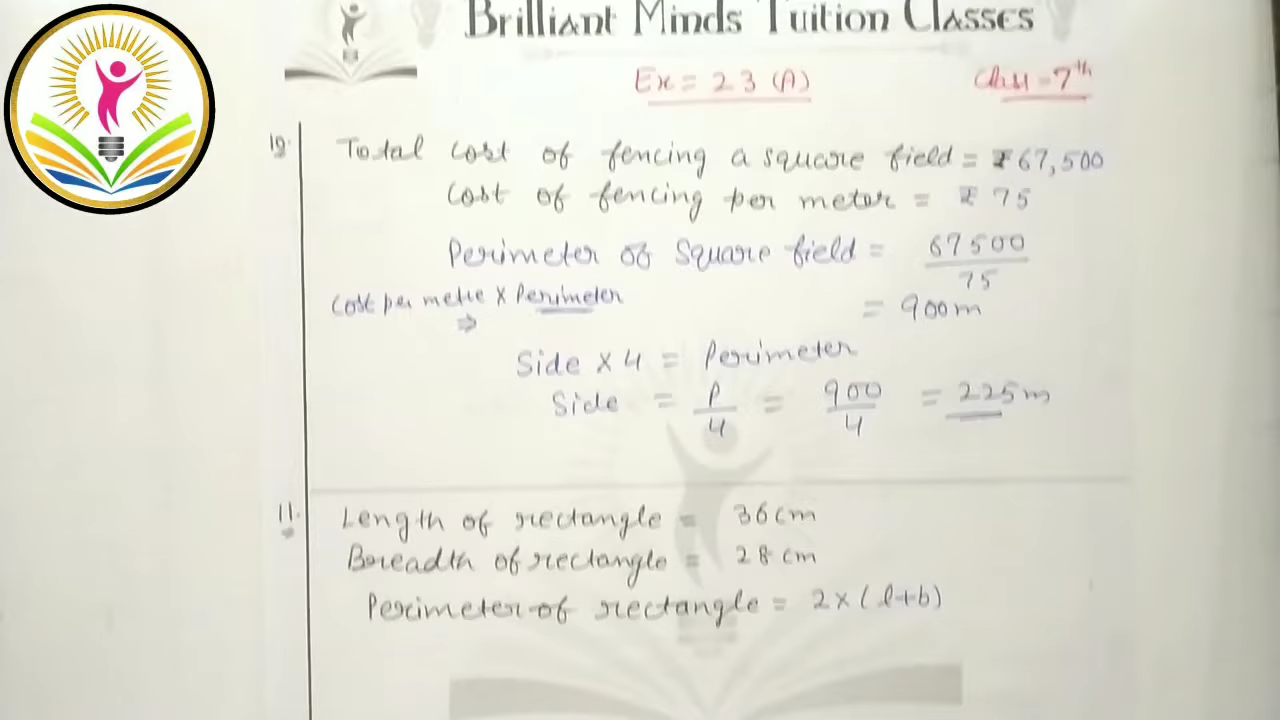 Brilliant Minds Tuition Classes
Ex = 23 (A) Class - 7th
10. Total cost of fencing a square field = ₹67,500
Cost of fencing per meter = ₹75
Perimeter of square field = 67500/75
Cost per metre × Perimeter
⇒ = 900m
Side × 4 = Perimeter
Side = P/4 = 900/4 = 225m
11. Length of rectangle = 36cm
Breadth of rectangle = 28cm
Perimeter of rectangle = 2×(l+b)